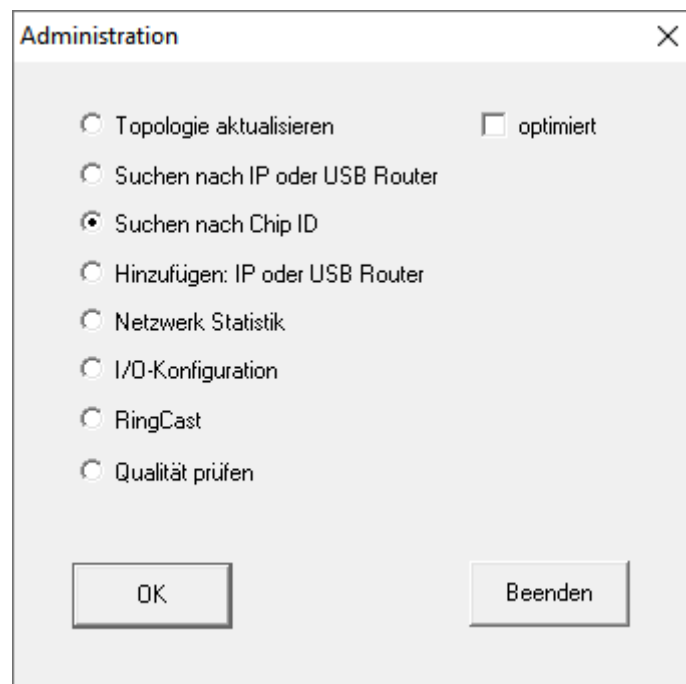 Administration
Topologie aktualisieren
optimiert
Suchen nach IP oder USB Router
Suchen nach Chip ID
Hinzufügen: IP oder USB Router
Netzwerk Statistik
I/O-Konfiguration
RingCast
Qualität prüfen
OK
Beenden